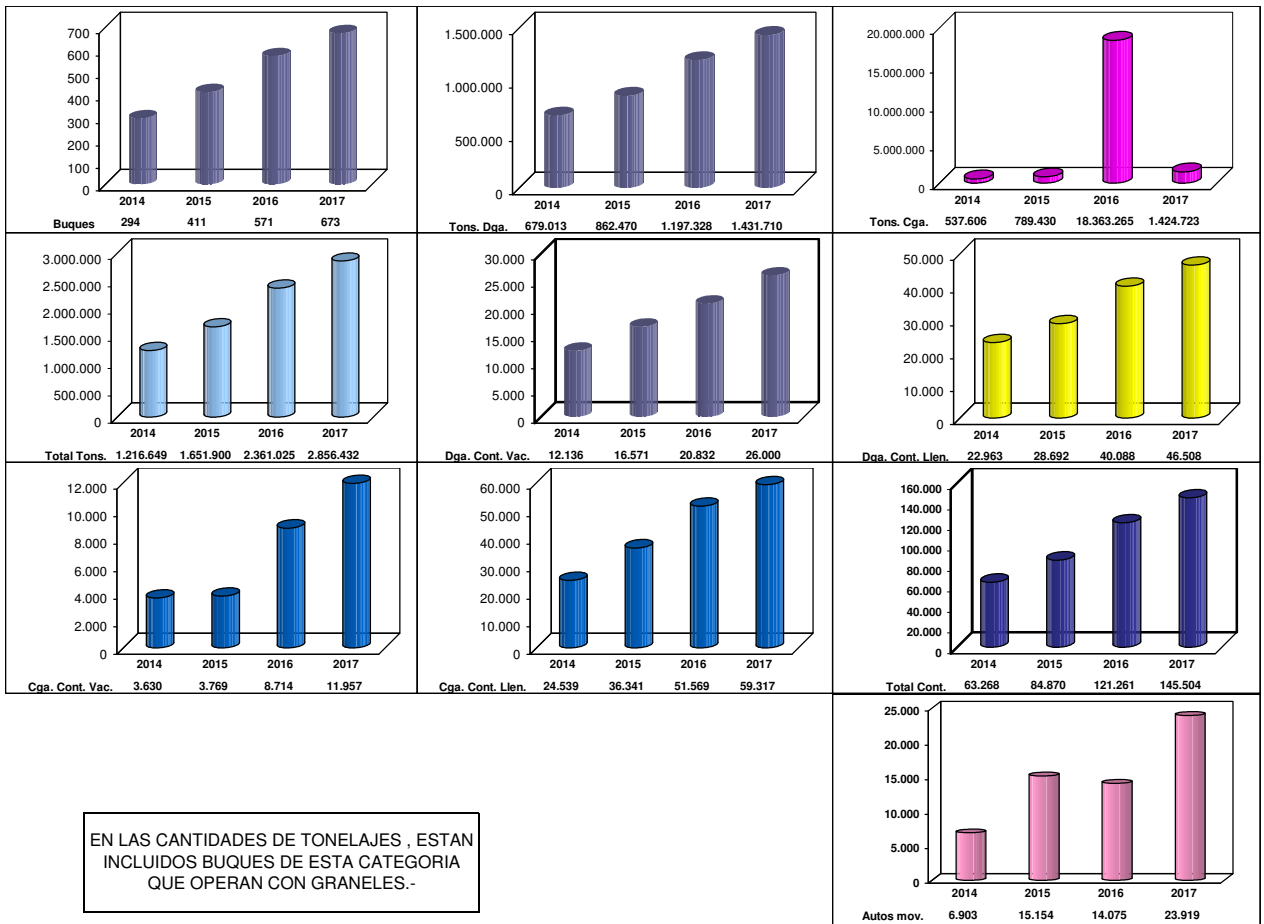 700
600
500
400
300
200
100
0
2014 2015 2016 2017
Buques 294 411 571 673
1.500.000
1.000.000
500.000
0
2014 2015 2016 2017
Tons. Dga. 679.013 862.470 1.197.328 1.431.710
20.000.000
15.000.000
10.000.000
5.000.000
0
2014 2015 2016 2017
Tons. Cga. 537.606 789.430 18.363.265 1.424.723
3.000.000
2.500.000
2.000.000
1.500.000
1.000.000
500.000
0
2014 2015 2016 2017
Total Tons. 1.216.649 1.651.900 2.361.025 2.856.432
30.000
25.000
20.000
15.000
10.000
5.000
0
2014 2015 2016 2017
Dga. Cont. Vac. 12.136 16.571 20.832 26.000
50.000
40.000
30.000
20.000
10.000
0
2014 2015 2016 2017
Dga. Cont. Llen. 22.963 28.692 40.088 46.508
12.000
10.000
8.000
6.000
4.000
2.000
0
2014 2015 2016 2017
Cga. Cont. Vac. 3.630 3.769 8.714 11.957
60.000
50.000
40.000
30.000
20.000
10.000
0
2014 2015 2016 2017
Cga. Cont. Llen. 24.539 36.341 51.569 59.317
160.000
140.000
120.000
100.000
80.000
60.000
40.000
20.000
0
2014 2015 2016 2017
Total Cont. 63.268 84.870 121.261 145.504
25.000
20.000
15.000
10.000
5.000
0
2014 2015 2016 2017
Autos mov. 6.903 15.154 14.075 23.919
EN LAS CANTIDADES DE TONELAJES , ESTAN
INCLUIDOS BUQUES DE ESTA CATEGORIA
QUE OPERAN CON GRANELES.-